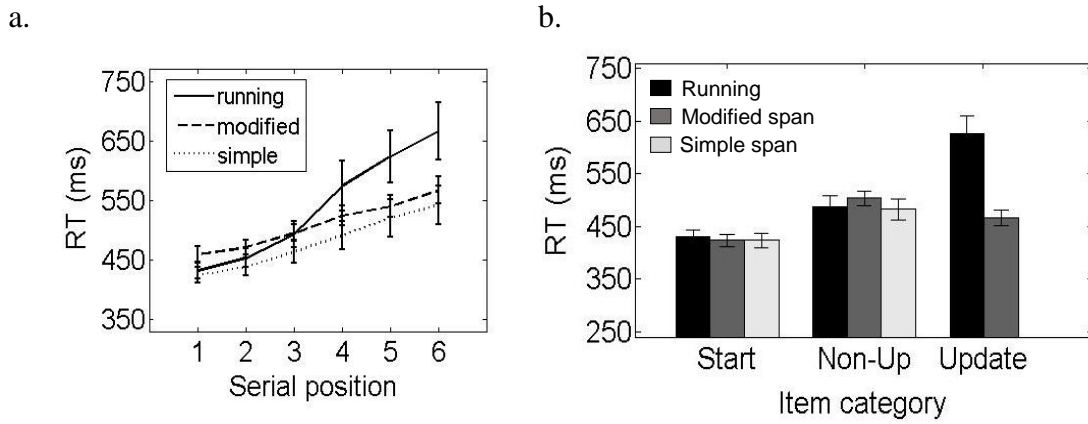 a.
750
650
550
450
350
RT (ms)
running
modified
simple
1 2 3 4 5 6
Serial position
b.
750
650
550
450
350
250
RT (ms)
Running
Modified span
Simple span
Start Non-Up Update
Item category